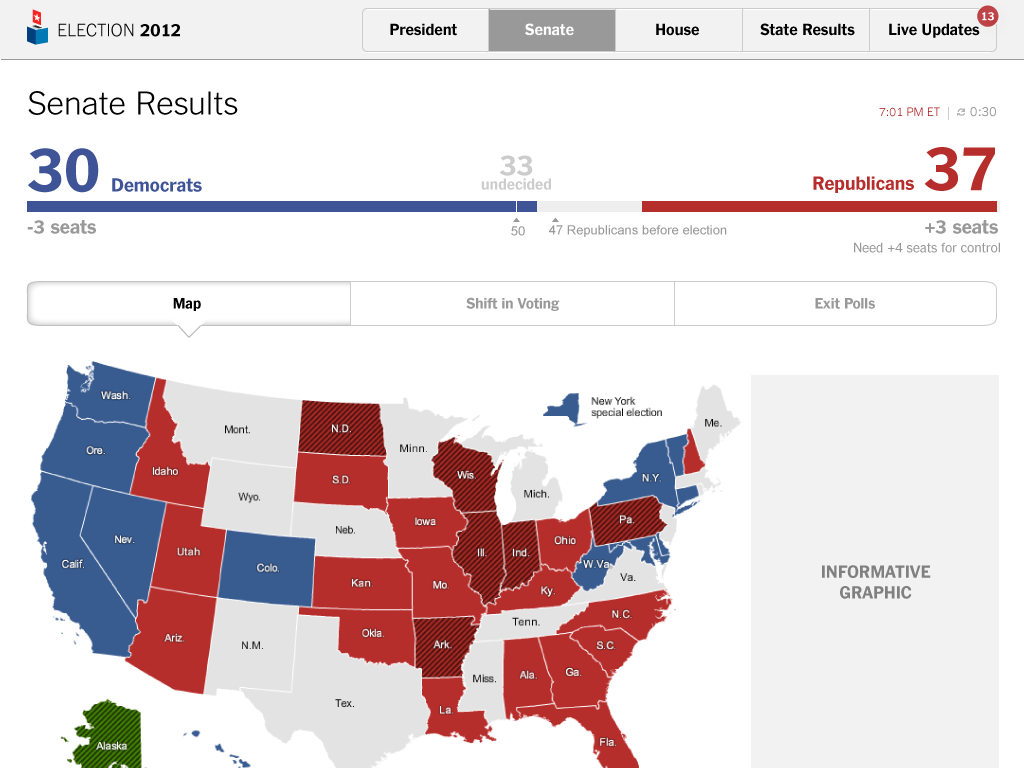 ELECTION 2012
President
Senate
House
State Results
Live Updates
13
Senate Results
7:01 PM ET | 0:30
30 Democrats
33
undecided
Republicans 37
-3 seats
50
47 Republicans before election
+3 seats
Need +4 seats for control
Map
Shift in Voting
Exit Polls
New York
special election
Wash.
Mont.
N.D.
Minn.
Me.
Ore.
Idaho
S.D.
Wis.
N.Y.
Wyo.
Mich.
Iowa
Neb.
Pa.
Nev.
Utah
Ill.
Ind.
Ohio
Calif.
Colo.
W.Va.
Va.
Kan.
Mo.
Ky.
INFORMATIVE
GRAPHIC
N.C.
Tenn.
Ariz.
N.M.
Okla.
Ark.
S.C.
Miss.
Ala.
Ga.
Tex.
La.
Fla.
Alaska